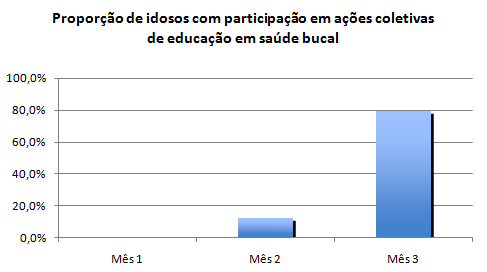 Proporção de idosos com participação em ações coletivas
de educação em saúde bucal
100,0%
80,0%
60,0%
40,0%
20,0%
0,0%
Mês 1 Mês 2 Mês 3